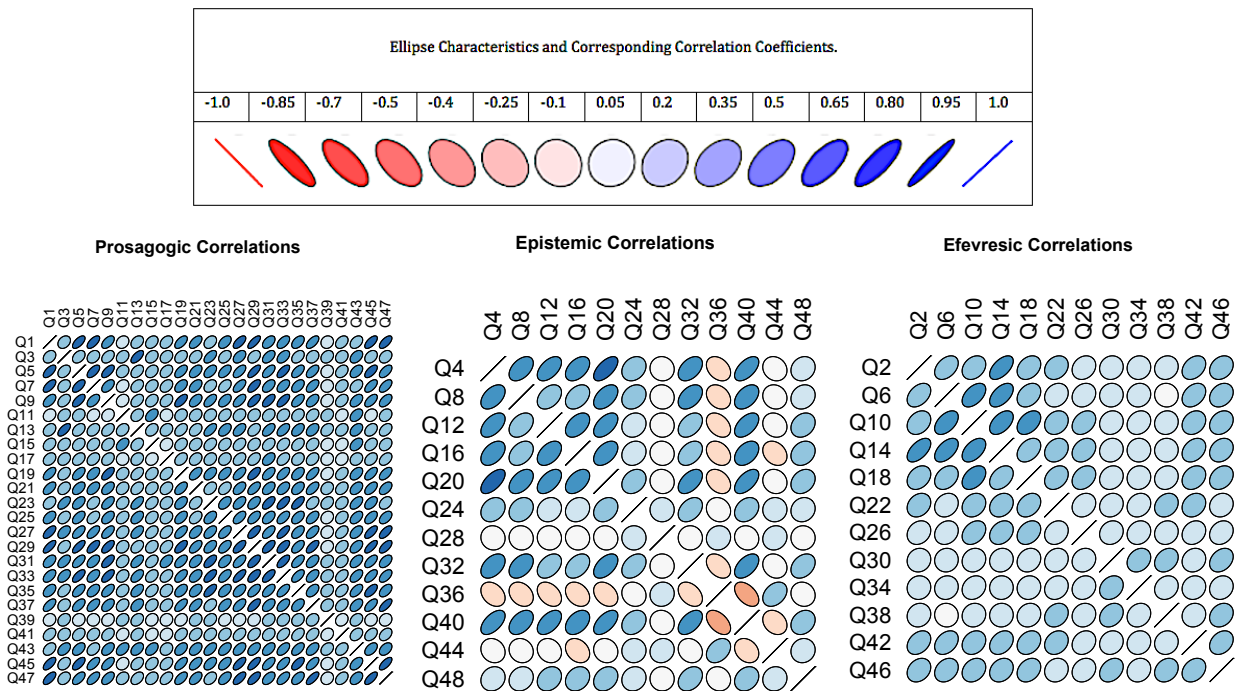 Ellipse Characteristics and Corresponding Correlation Coefficients.
-1.0 -0.85 -0.7 -0.5 -0.4 -0.25 -0.1 0.05 0.2 0.35 0.5 0.65 0.80 0.95 1.0
Prosagogic Correlations
Q1 Q3 Q5 Q7 Q9 Q11 Q13 Q15 Q17 Q19 Q21 Q23 Q25 Q27 Q29 Q31 Q33 Q35 Q37 Q39 Q41 Q43 Q45 Q47
Q1
Q3
Q5
Q7
Q9
Q11
Q13
Q15
Q17
Q19
Q21
Q23
Q25
Q27
Q29
Q31
Q33
Q35
Q37
Q39
Q41
Q43
Q45
Q47
Epistemic Correlations
Q4 Q8 Q12 Q16 Q20 Q24 Q28 Q32 Q36 Q40 Q44 Q48
Q4
Q8
Q12
Q16
Q20
Q24
Q28
Q32
Q36
Q40
Q44
Q48
Efevresic Correlations
Q2 Q6 Q10 Q14 Q18 Q22 Q26 Q30 Q34 Q38 Q42 Q46
Q2
Q6
Q10
Q14
Q18
Q22
Q26
Q30
Q34
Q38
Q42
Q46